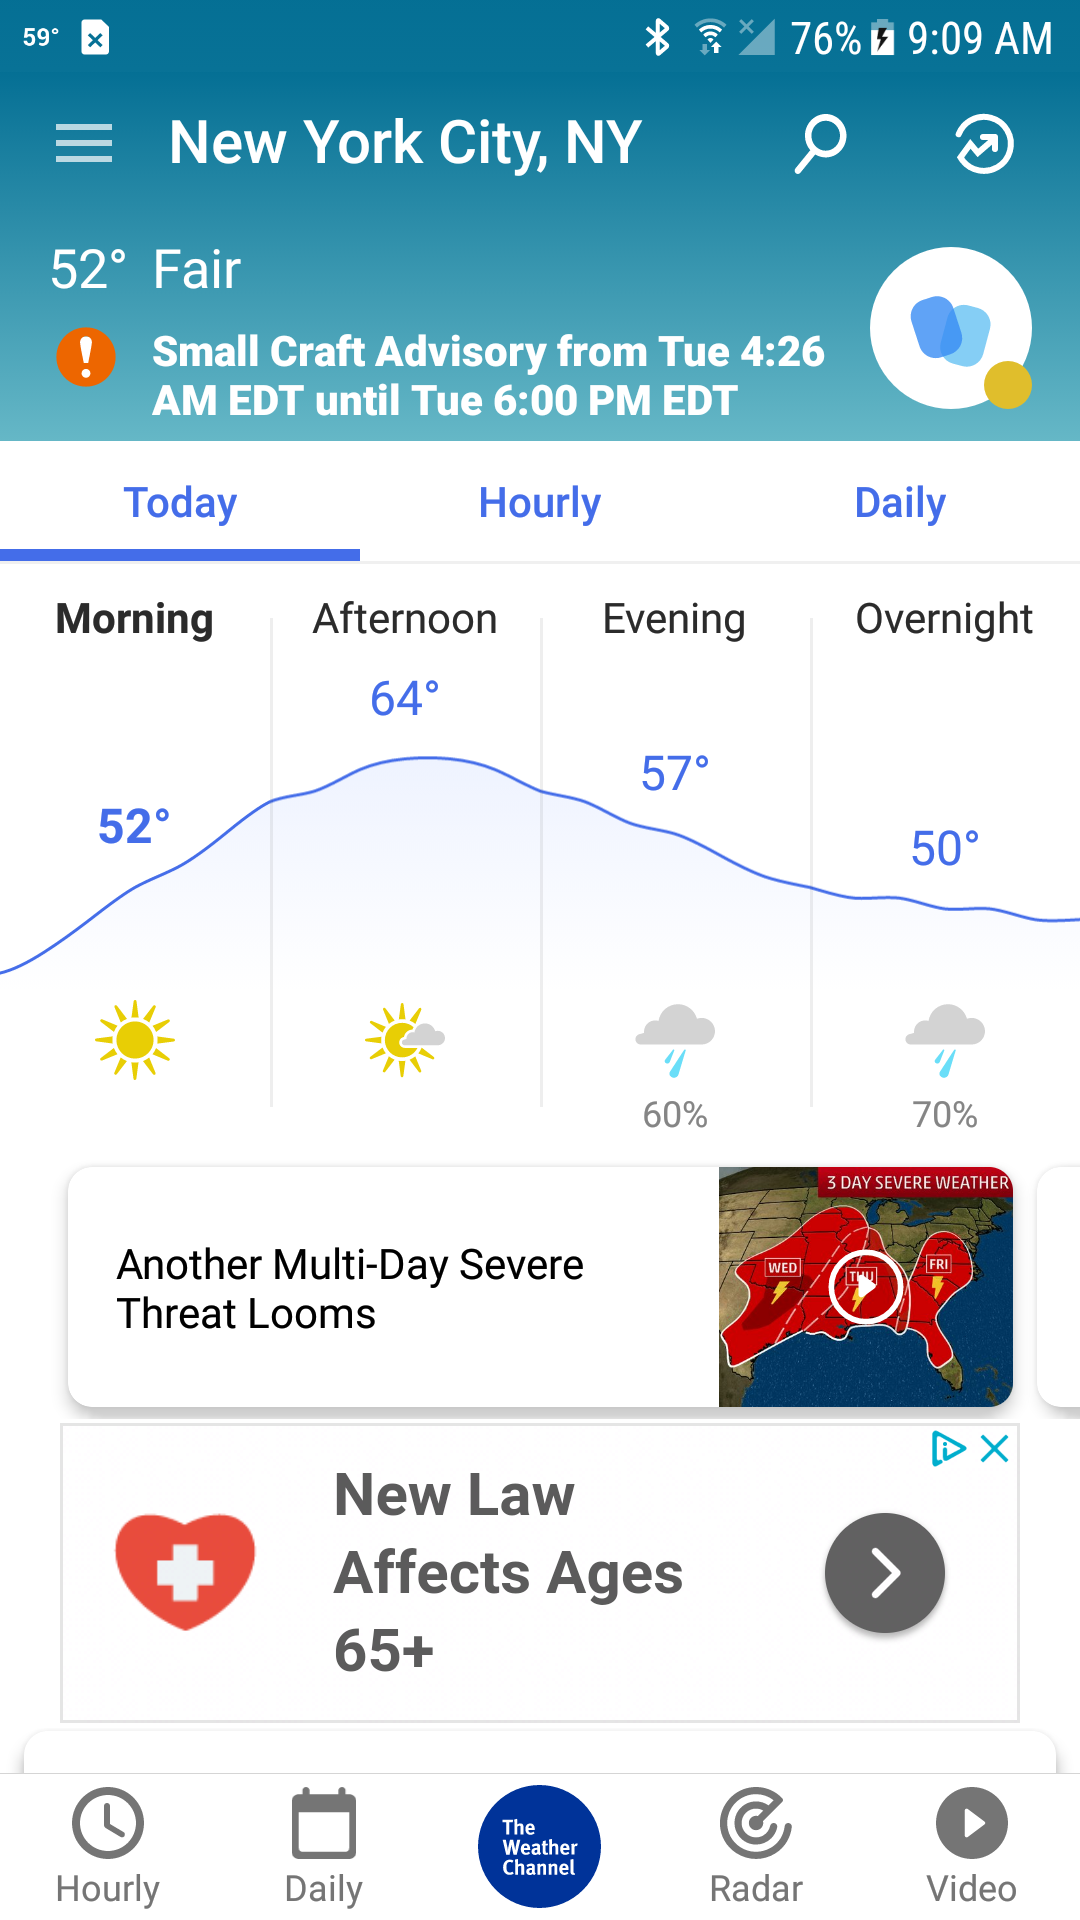 59° 76% 9:09 AM
New York City, NY
52° Fair
Small Craft Advisory from Tue 4:26
AM EDT until Tue 6:00 PM EDT
Today Hourly Daily
Morning Afternoon Evening Overnight
64°
57°
52°
50°
60% 70%
3 DAY SEVERE WEATHER
Another Multi-Day Severe
Threat Looms
WED THU FRI
New Law
Affects Ages
65+
The
Weather
Channel
Hourly Daily Radar Video